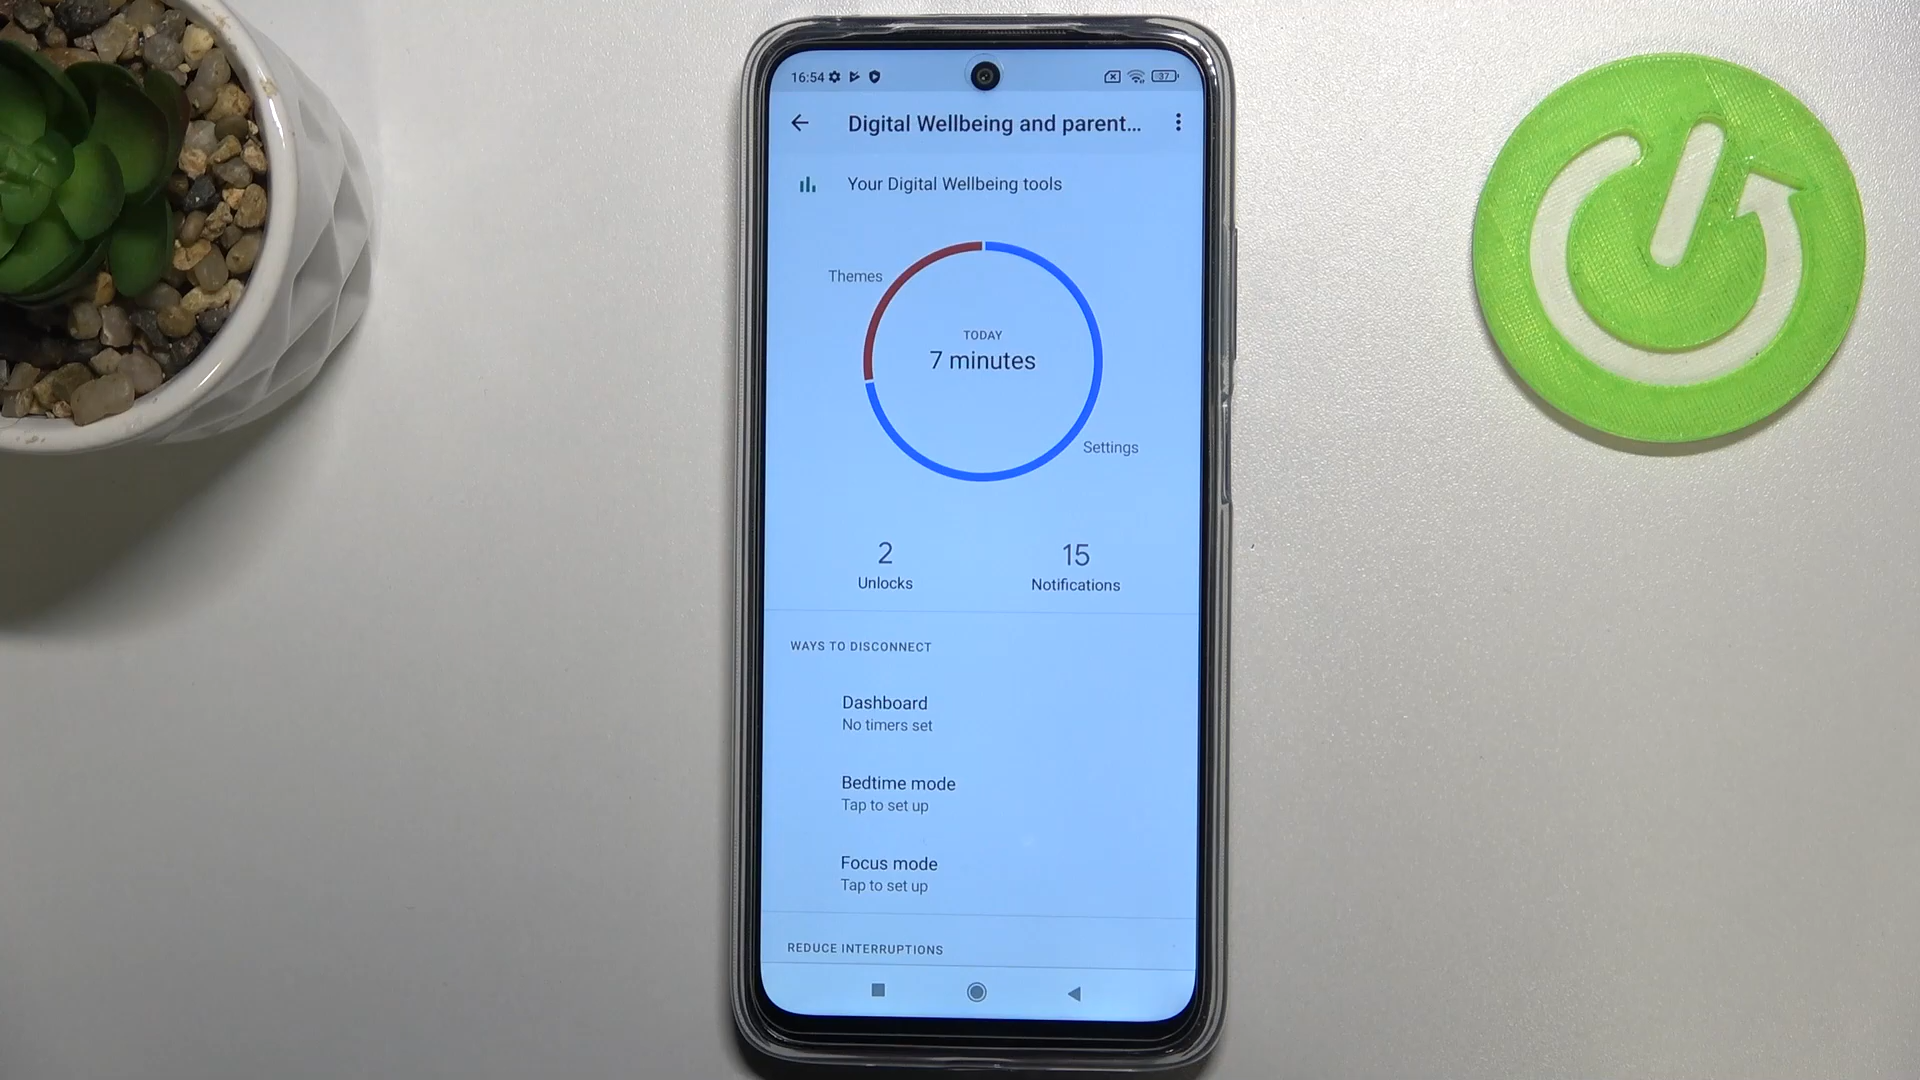 16:54
37
Digital Wellbeing and parent...
Your Digital Wellbeing tools
Themes
TODAY
7 minutes
Settings
2
15
Unlocks
Notifications
WAYS TO DISCONNECT
Dashboard
No timers set
Bedtime mode
Tap to set up
Focus mode
Tap to set up
REDUCE INTERRUPTIONS